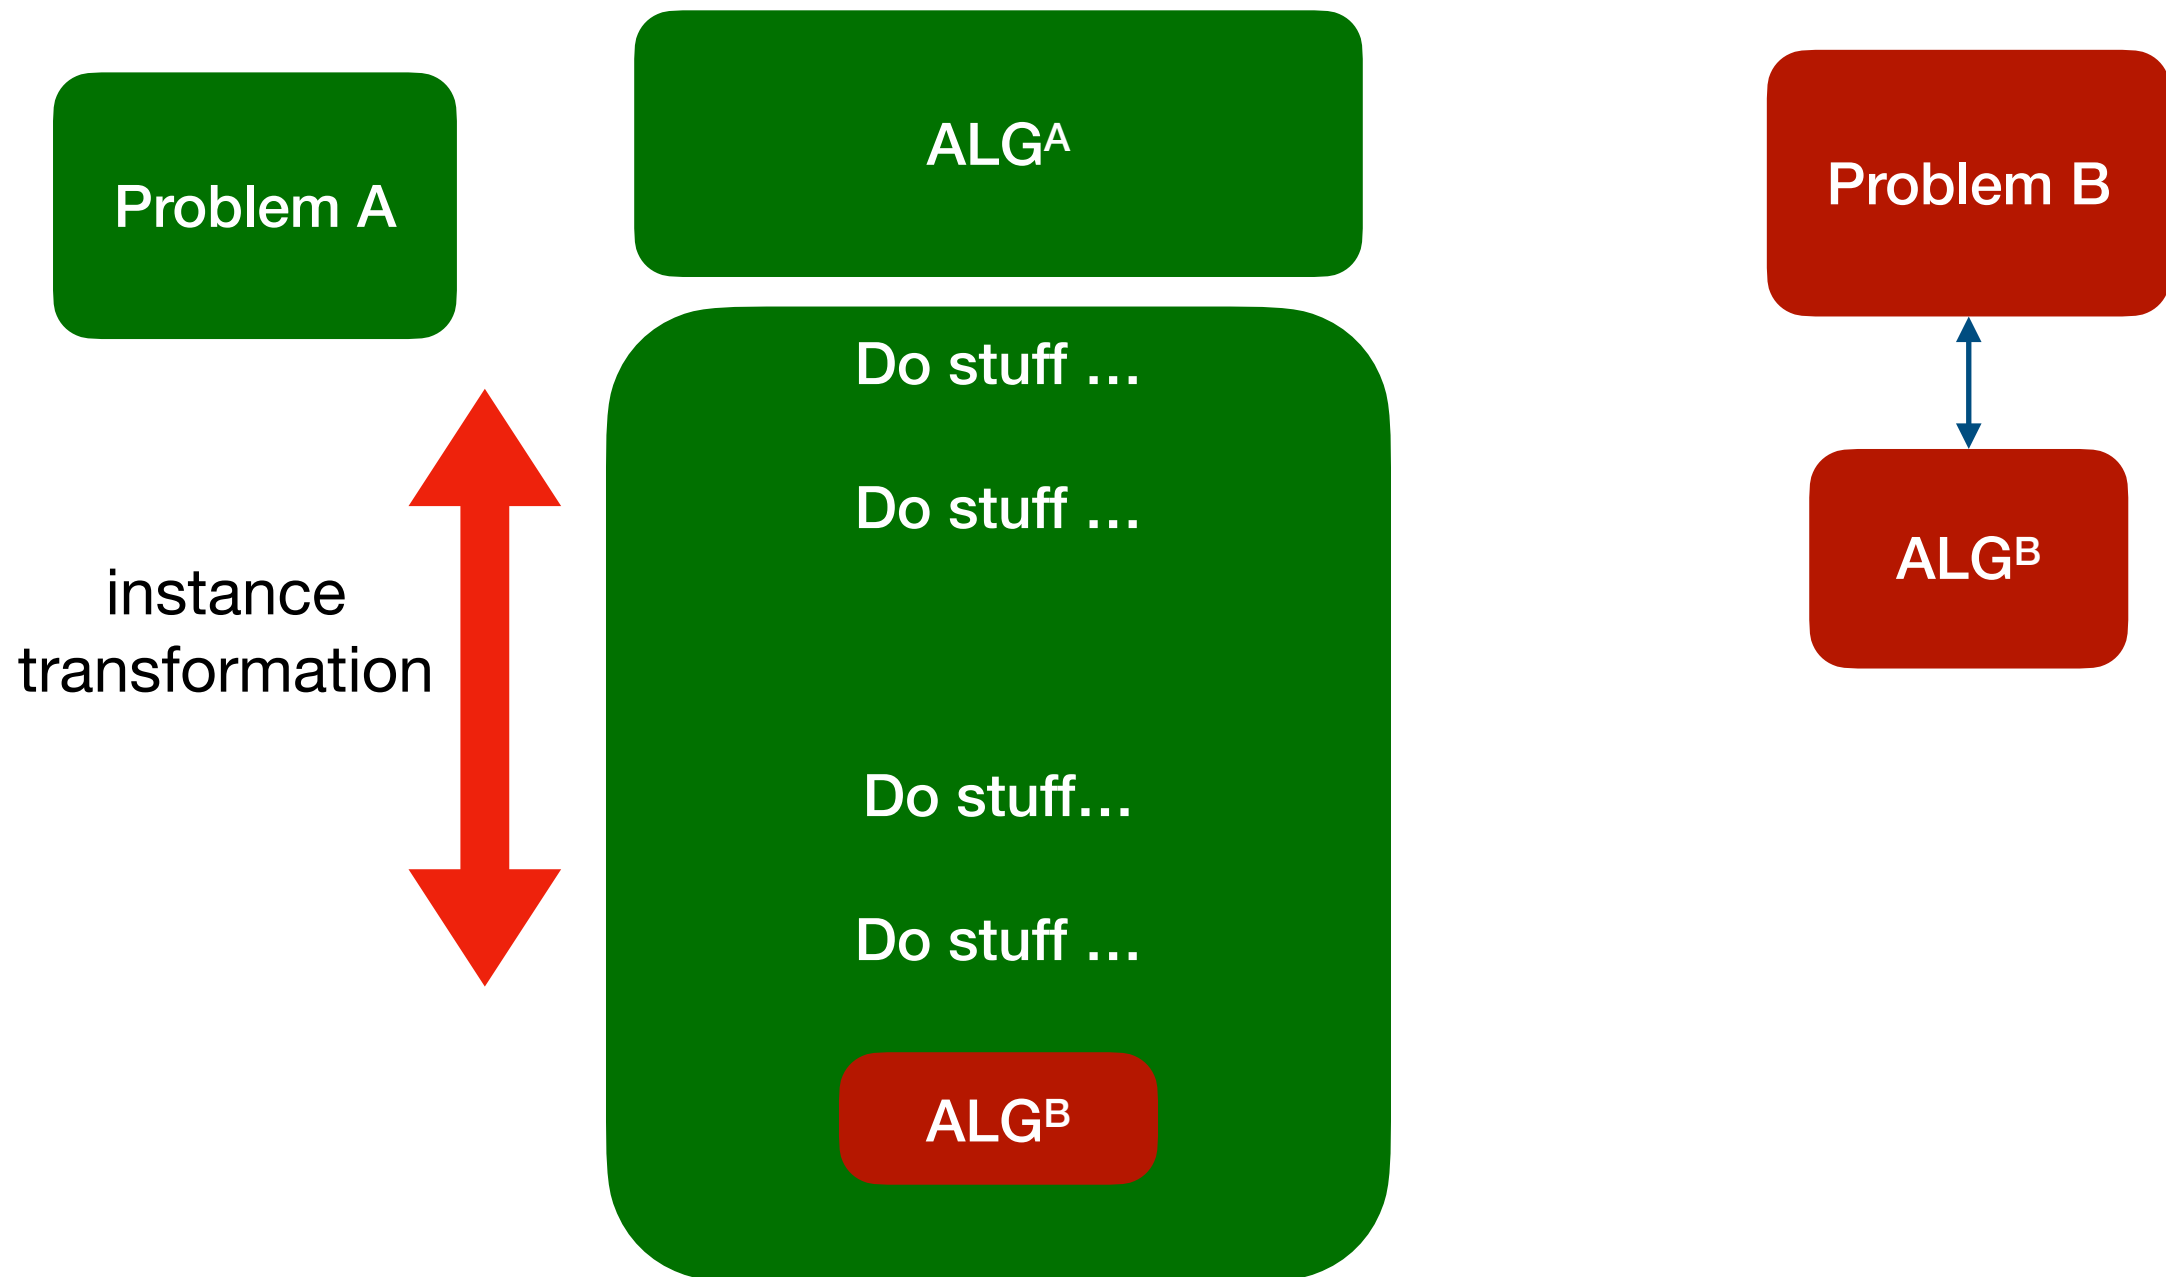 Problem A
ALGᴬ
Problem B
Do stuff ...
Do stuff ...
instance
transformation
ALGᴮ
Do stuff...
Do stuff ...
ALGᴮ